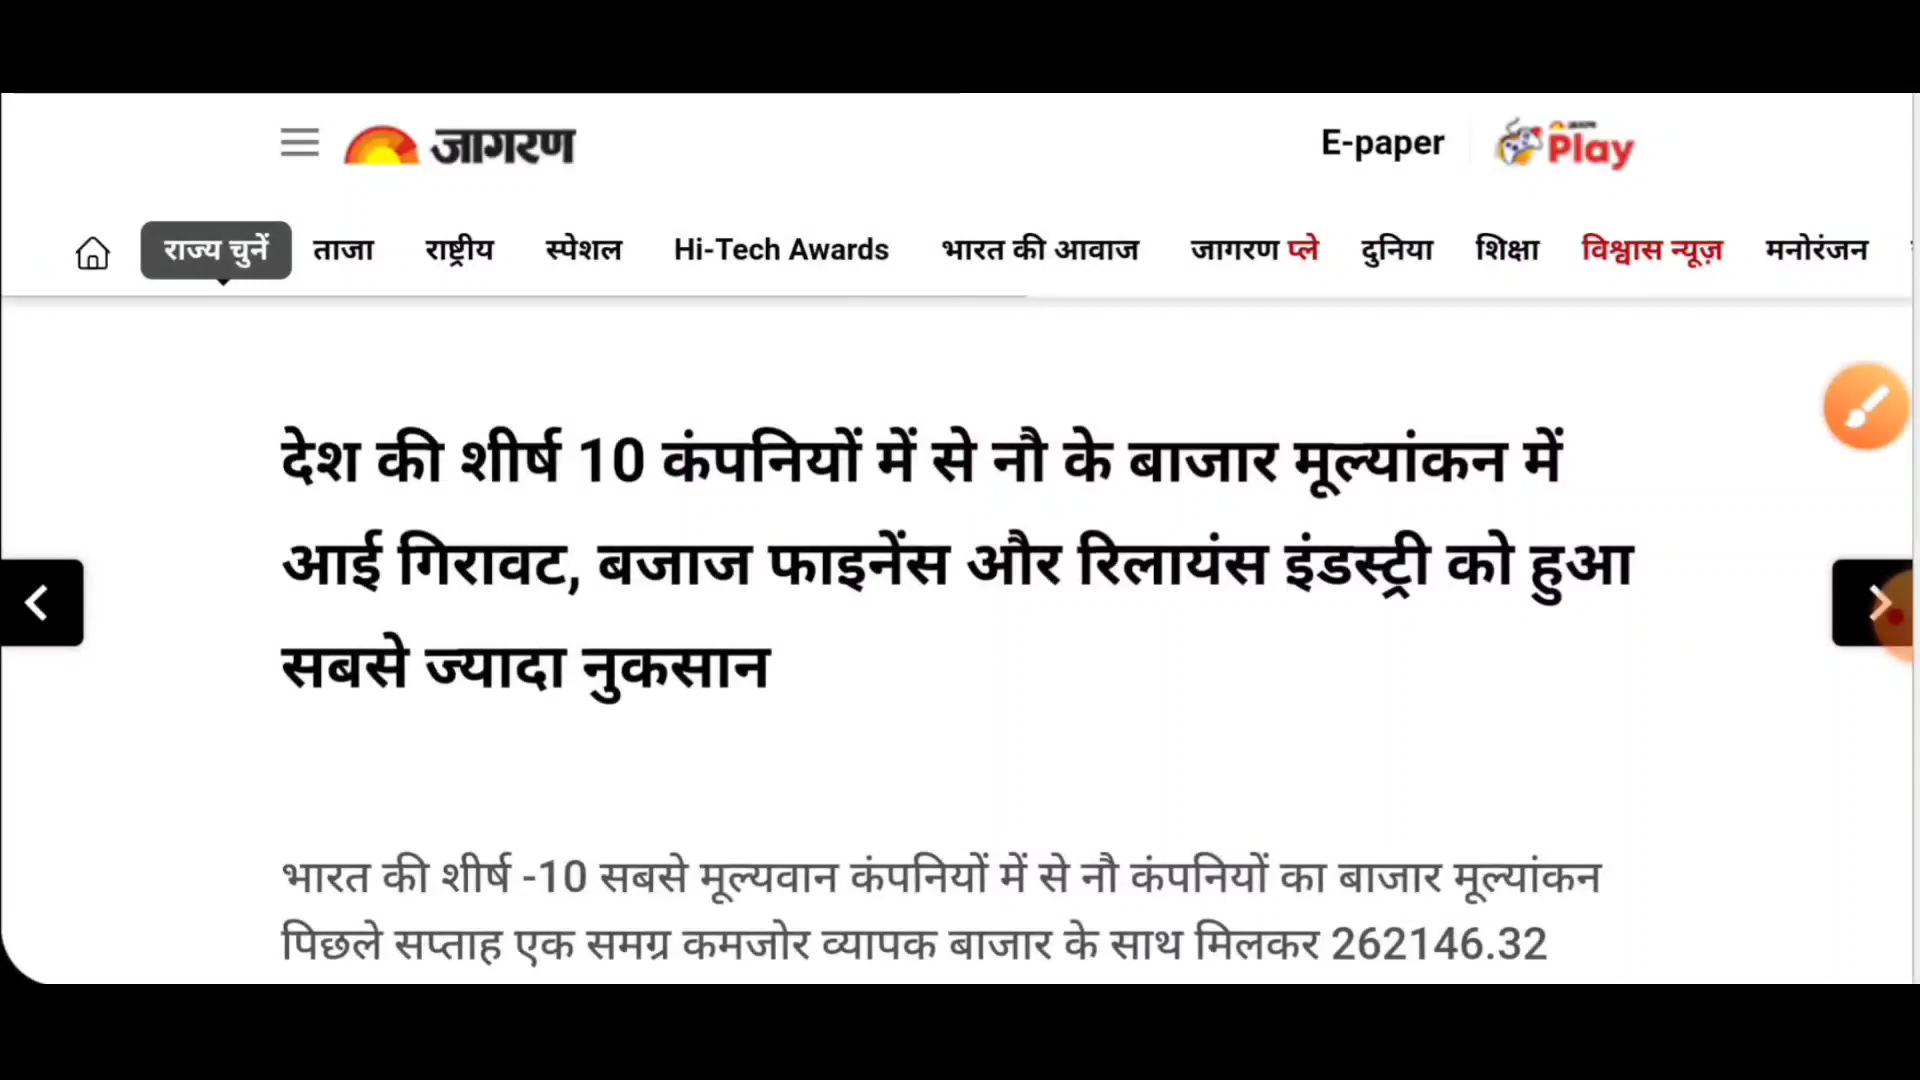 जागरण
E-paper
Play
राज्य चुनें ताजा राष्ट्रीय स्पेशल Hi-Tech Awards भारत की आवाज जागरण प्ले दुनिया शिक्षा विश्वास न्यूज़ मनोरंजन
देश की शीर्ष 10 कंपनियों में से नौ के बाजार मूल्यांकन में
आई गिरावट, बजाज फाइनेंस और रिलायंस इंडस्ट्री को हुआ
सबसे ज्यादा नुकसान
भारत की शीर्ष -10 सबसे मूल्यवान कंपनियों में से नौ कंपनियों का बाजार मूल्यांकन
पिछले सप्ताह एक समग्र कमजोर व्यापक बाजार के साथ मिलकर 262146.32